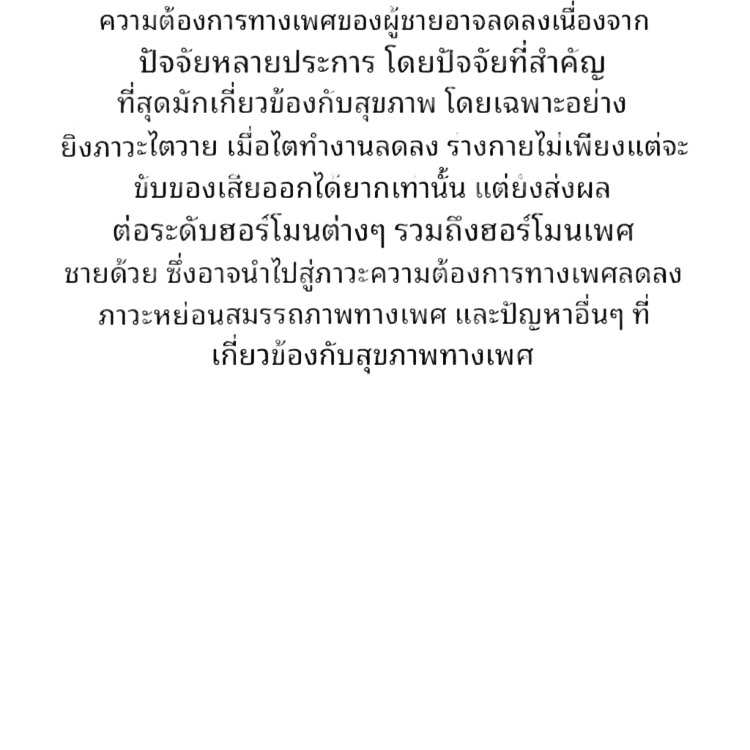 ความต้องการทางเพศของผู้ชายอาจลดลงเนื่องจาก
ปัจจัยหลายประการ โดยปัจจัยที่สำคัญ
ที่สุดมักเกี่ยวข้องกับสุขภาพ โดยเฉพาะอย่าง
ยิงภาวะไตวาย เมื่อไตทำงานลดลง ร่างกายไม่เพียงแต่จะ
ขับของเสียออกได้ยากเท่านั้น แต่ยังส่งผล
ต่อระดับฮอร์โมนต่างๆ รวมถึงฮอร์โมนเพศ
ชายด้วย ซึ่งอาจนำไปสู่ภาวะความต้องการทางเพศลดลง
ภาวะหย่อนสมรรถภาพทางเพศ และปัญหาอื่นๆ ที่
เกี่ยวข้องกับสุขภาพทางเพศ